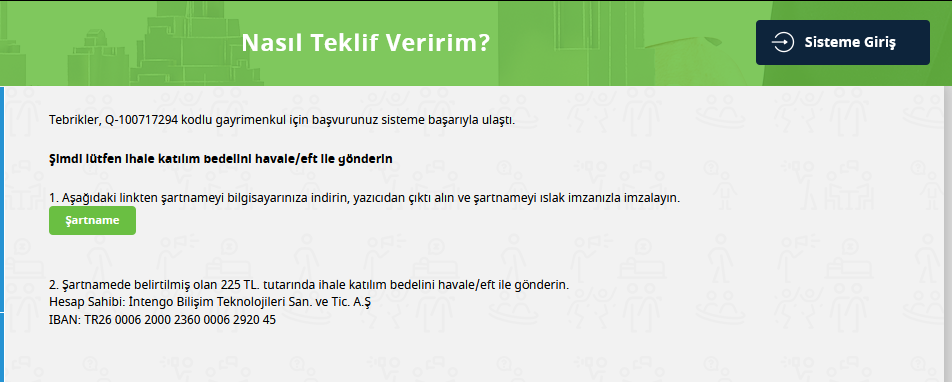 Nasıl Teklif Veririm?
Sisteme Giriş
Tebrikler, Q-100717294 kodlu gayrimenkul için başvurunuz sisteme başarıyla ulaştı.
Şimdi lütfen ihale katılım bedelini havale/eft ile gönderin
1. Aşağıdaki linkten şartnameyi bilgisayarınıza indirin, yazıcıdan çıktı alın ve şartnameyi ıslak imzanızla imzalayın.
Şartname
2. Şartnamede belirtilmiş olan 225 TL. tutarında ihale katılım bedelini havale/eft ile gönderin.
Hesap Sahibi: İntengo Bilişim Teknolojileri San. ve Tic. A.Ş
IBAN: TR26 0006 2000 2360 0006 2920 45